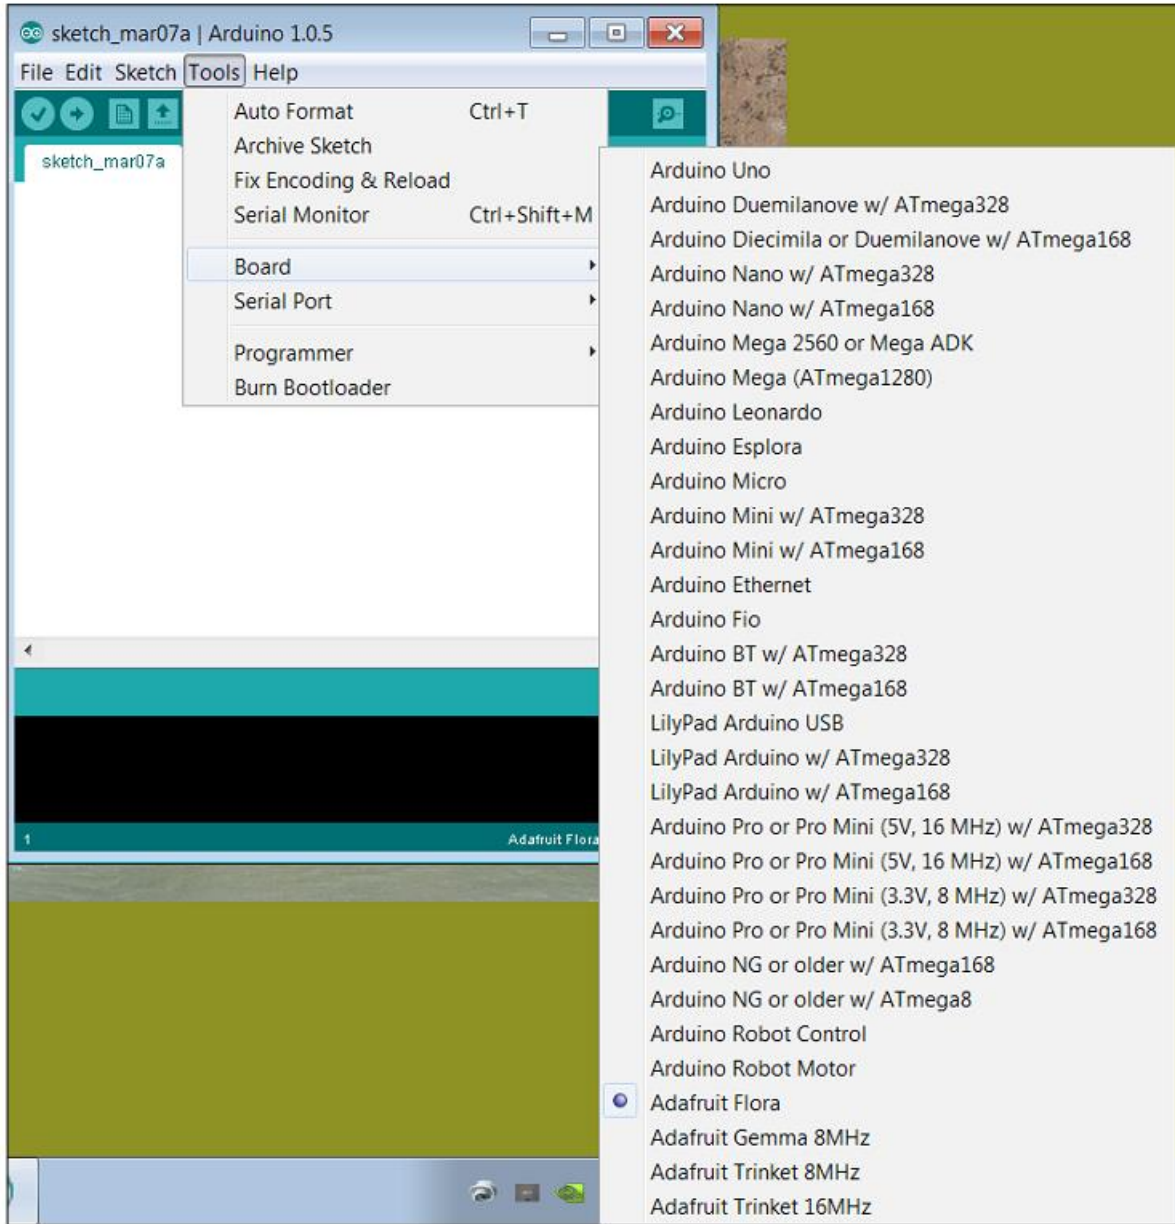 sketch_mar07a | Arduino 1.0.5
File Edit Sketch Tools Help
Auto Format Ctrl+T
Archive Sketch
Fix Encoding & Reload
Serial Monitor Ctrl+Shift+M
Board
Serial Port
Programmer
Burn Bootloader
sketch_mar07a
Arduino Uno
Arduino Duemilanove w/ ATmega328
Arduino Diecimila or Duemilanove w/ ATmega168
Arduino Nano w/ ATmega328
Arduino Nano w/ ATmega168
Arduino Mega 2560 or Mega ADK
Arduino Mega (ATmega1280)
Arduino Leonardo
Arduino Esplora
Arduino Micro
Arduino Mini w/ ATmega328
Arduino Mini w/ ATmega168
Arduino Ethernet
Arduino Fio
Arduino BT w/ ATmega328
Arduino BT w/ ATmega168
LilyPad Arduino USB
LilyPad Arduino w/ ATmega328
LilyPad Arduino w/ ATmega168
Arduino Pro or Pro Mini (5V, 16 MHz) w/ ATmega328
Arduino Pro or Pro Mini (5V, 16 MHz) w/ ATmega168
Arduino Pro or Pro Mini (3.3V, 8 MHz) w/ ATmega328
Arduino Pro or Pro Mini (3.3V, 8 MHz) w/ ATmega168
Arduino NG or older w/ ATmega168
Arduino NG or older w/ ATmega8
Arduino Robot Control
Arduino Robot Motor
Adafruit Flora
Adafruit Gemma 8MHz
Adafruit Trinket 8MHz
Adafruit Trinket 16MHz
1 Adafruit Flora